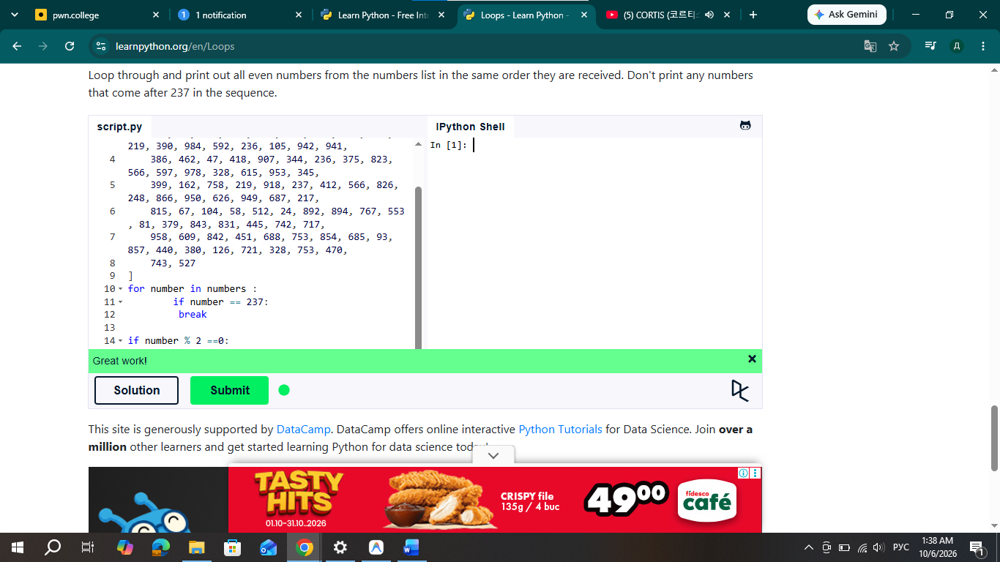 pwn.college
1 notification
Learn Python - Free Inte
Loops - Learn Python -
(5) CORTIS (코르티스
Ask Gemini
learnpython.org/en/Loops
Д
Loop through and print out all even numbers from the numbers list in the same order they are received. Don't print any numbers
that come after 237 in the sequence.
script.py
IPython Shell
219, 390, 984, 592, 236, 105, 942, 941,
4 386, 462, 47, 418, 907, 344, 236, 375, 823,
566, 597, 978, 328, 615, 953, 345,
5 399, 162, 758, 219, 918, 237, 412, 566, 826,
248, 866, 950, 626, 949, 687, 217,
6 815, 67, 104, 58, 512, 24, 892, 894, 767, 553
, 81, 379, 843, 831, 445, 742, 717,
7 958, 609, 842, 451, 688, 753, 854, 685, 93,
857, 440, 380, 126, 721, 328, 753, 470,
8 743, 527
9 ]
10 for number in numbers :
11 if number == 237:
12 break
13
14 if number % 2 ==0:
In [1]:
Great work!
Solution
Submit
This site is generously supported by DataCamp. DataCamp offers online interactive Python Tutorials for Data Science. Join over a
million other learners and get started learning Python for data science today!
TASTY
HITS
01.10-31.10..2026
CRISPY file
135g / 4 buc
4900
fidesco
café
РУС
1:38 AM
10/6/2026
1